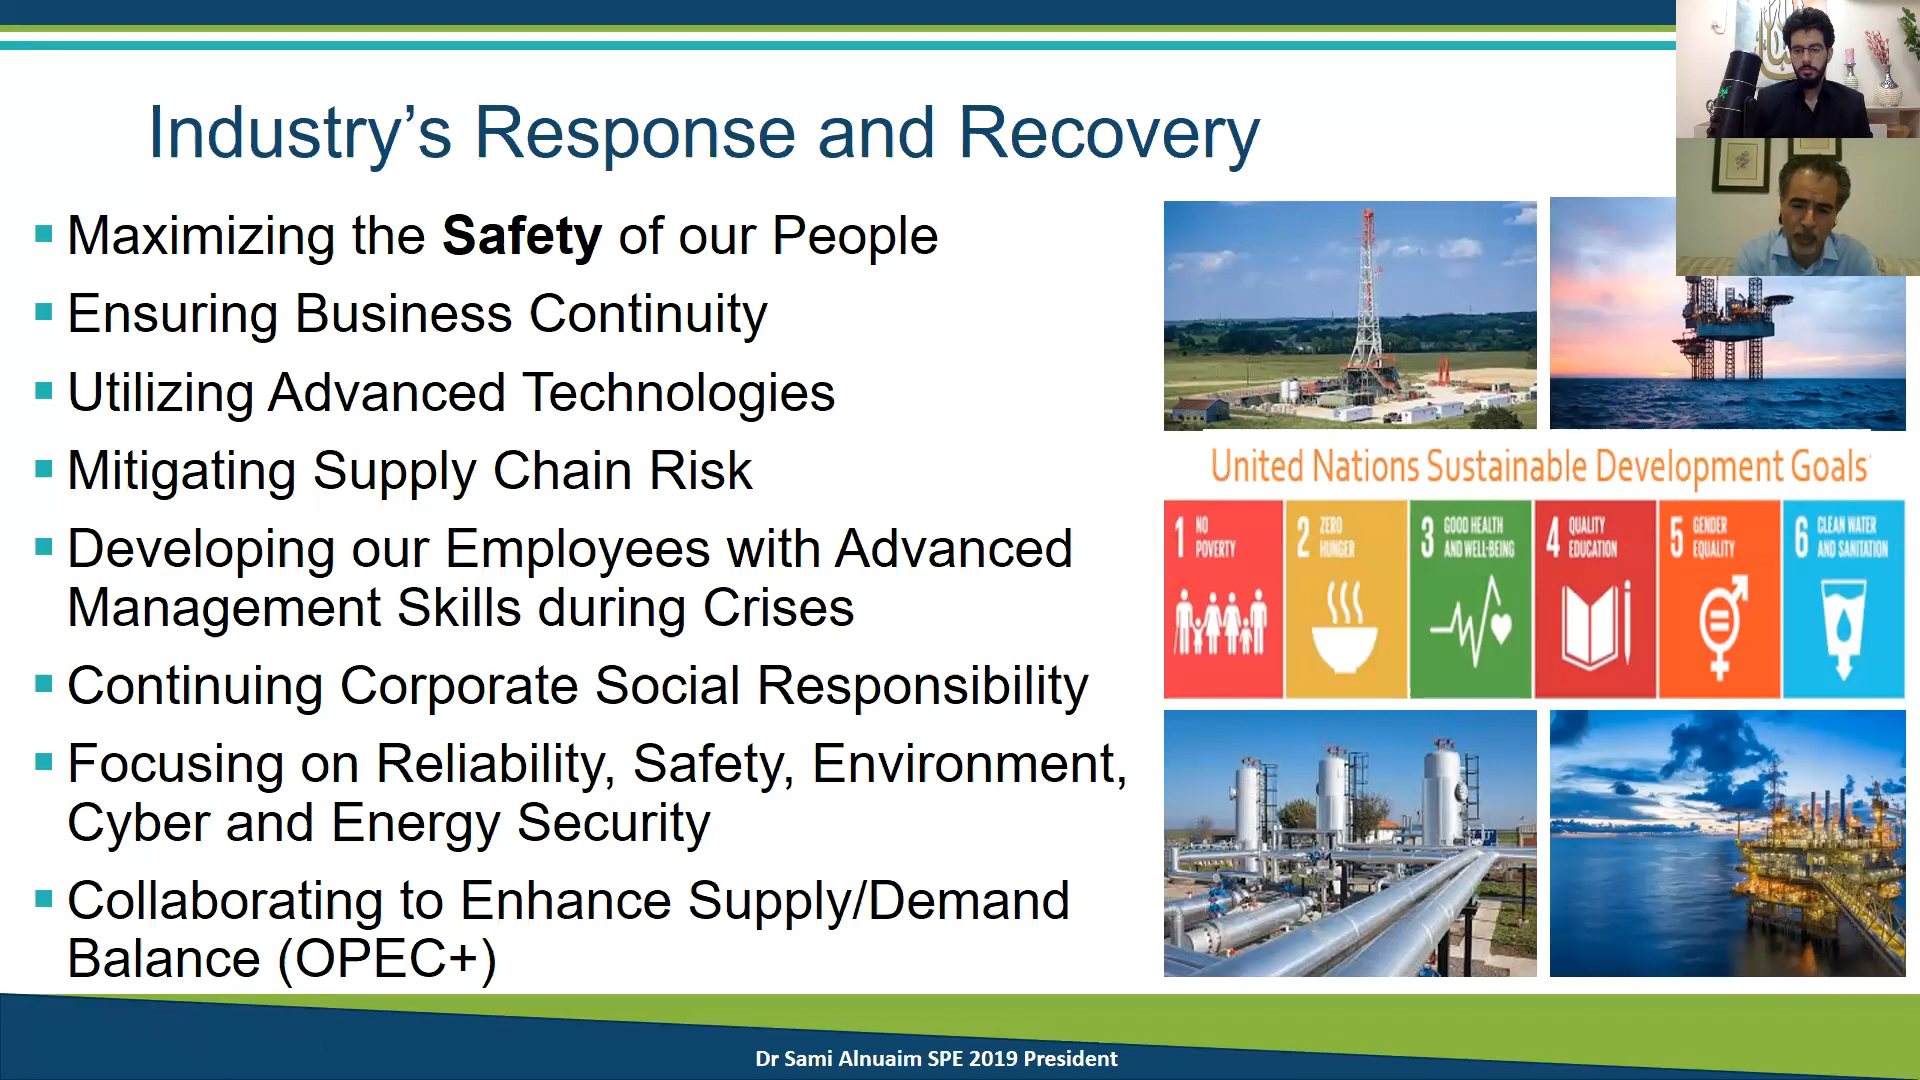 Industry’s Response and Recovery
Maximizing the Safety of our People
Ensuring Business Continuity
Utilizing Advanced Technologies
Mitigating Supply Chain Risk
Developing our Employees with Advanced
Management Skills during Crises
Continuing Corporate Social Responsibility
Focusing on Reliability, Safety, Environment,
Cyber and Energy Security
Collaborating to Enhance Supply/Demand
Balance (OPEC+)
United Nations Sustainable Development Goals
1 NO
POVERTY
2 ZERO
HUNGER
3 GOOD HEALTH
AND WELL-BEING
4 QUALITY
EDUCATION
5 GENDER
EQUALITY
6 CLEAN WATER
AND SANITATION
Dr Sami Alnuaim SPE 2019 President